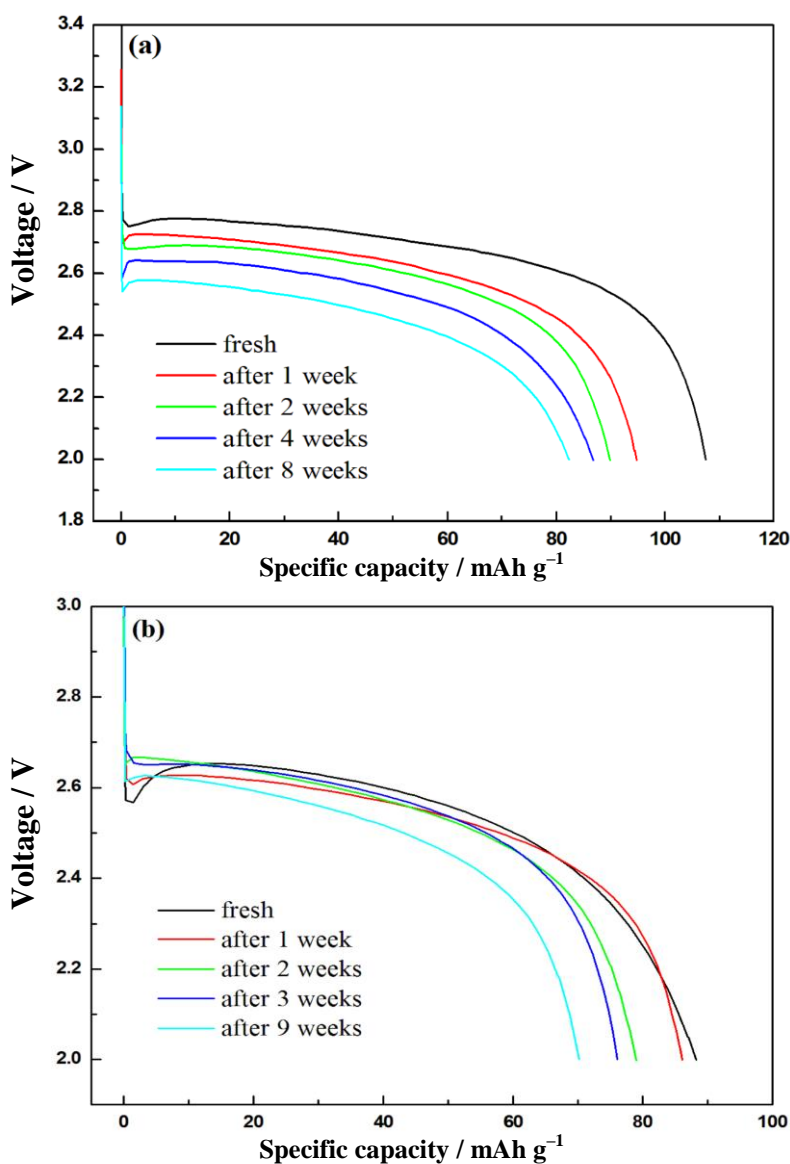 (a)
3.4
3.2
3.0
2.8
2.6
2.4
2.2
2.0
1.8
Voltage / V
fresh
after 1 week
after 2 weeks
after 4 weeks
after 8 weeks
0 20 40 60 80 100 120
Specific capacity / mAh g⁻¹
(b)
3.0
2.8
2.6
2.4
2.2
2.0
Voltage / V
fresh
after 1 week
after 2 weeks
after 3 weeks
after 9 weeks
0 20 40 60 80 100
Specific capacity / mAh g⁻¹